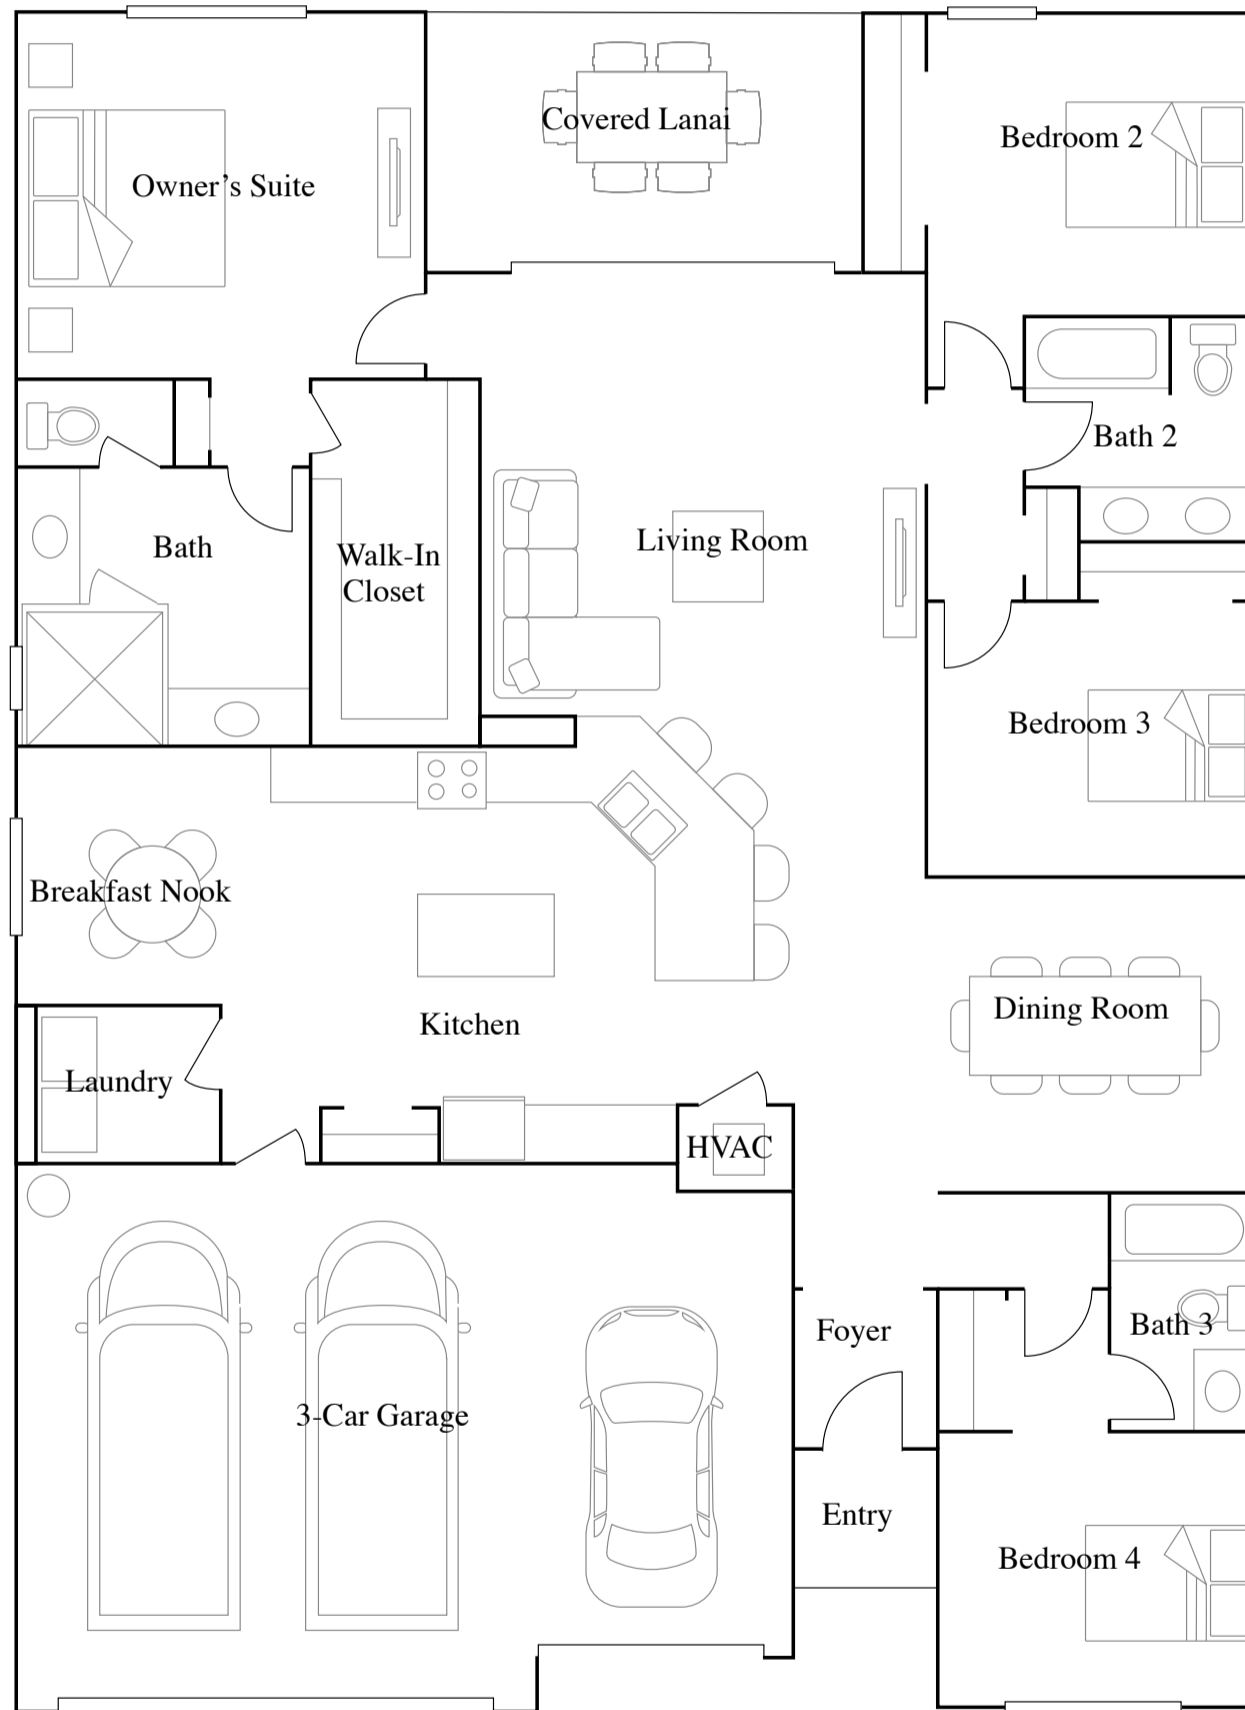 Covered Lanai
Bedroom 2
Owner's Suite
Bath 2
Living Room
Bath
Walk-In
Closet
Bedroom 3
Breakfast Nook
Dining Room
Kitchen
Laundry
HVAC
Foyer
Bath 3
3-Car Garage
Entry
Bedroom 4